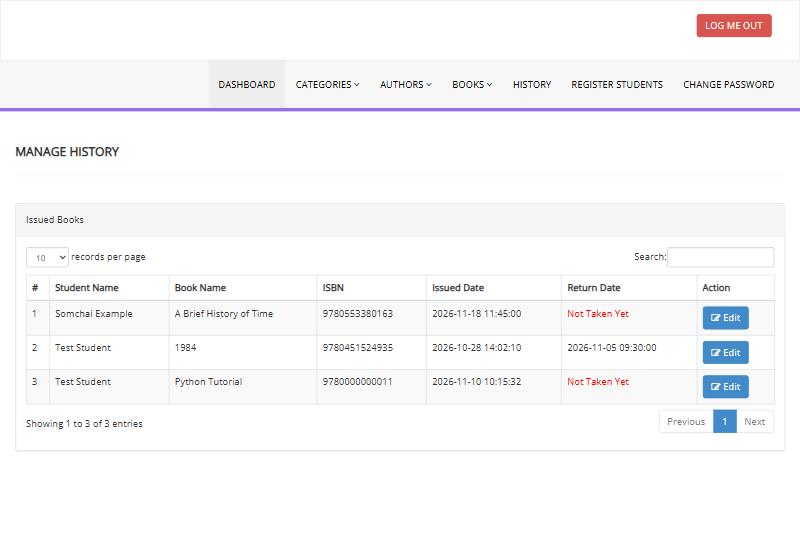 LOG ME OUT
DASHBOARD CATEGORIES AUTHORS BOOKS HISTORY REGISTER STUDENTS CHANGE PASSWORD
MANAGE HISTORY
Issued Books
10 records per page Search:
# Student Name Book Name ISBN Issued Date Return Date Action
1 Somchai Example A Brief History of Time 9780553380163 2026-11-18 11:45:00 Not Taken Yet Edit
2 Test Student 1984 9780451524935 2026-10-28 14:02:10 2026-11-05 09:30:00 Edit
3 Test Student Python Tutorial 9780000000011 2026-11-10 10:15:32 Not Taken Yet Edit
Showing 1 to 3 of 3 entries Previous 1 Next